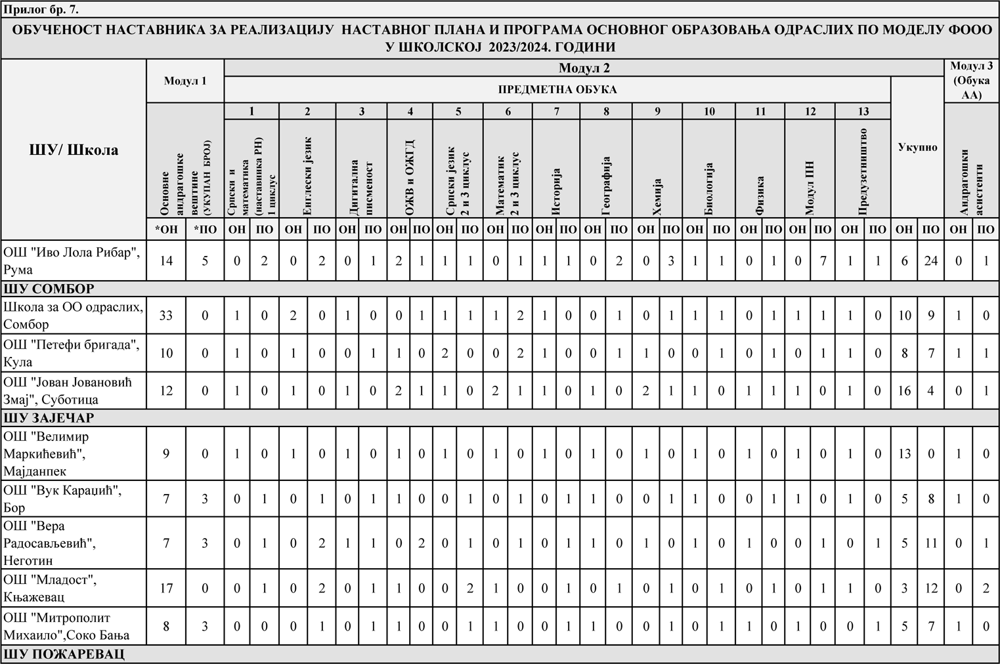 Прилог бр. 7.
ОБУЧЕНОСТ НАСТАВНИКА ЗА РЕАЛИЗАЦИЈУ НАСТАВНОГ ПЛАНА И ПРОГРАМА ОСНОВНОГ ОБРАЗОВАЊА ОДРАСЛИХ ПО МОДЕЛУ ФООО
У ШКОЛСКОЈ 2023/2024. ГОДИНИ
ШУ/ Школа
Модул 1
Модул 2
Модул 3
(Обука
АА)
ПРЕДМЕТНА ОБУКА
Укупно
1 2 3 4 5 6 7 8 9 10 11 12 13
Основне
андрагошке
вештине
(УКУПАН БРОЈ)
Српски и
математика
(наставника РН)
1 циклус
Енглески језик
Дигитална
писменост
ОЖВ и ОЖГД
Српски језик
2 и 3 циклус
Математик
2 и 3 циклус
Историја
Географија
Хемија
Биологија
Физика
Модул ПН
Предузетништво
Андрагошки
асистенти
*ОН *ПО ОН ПО ОН ПО ОН ПО ОН ПО ОН ПО ОН ПО ОН ПО ОН ПО ОН ПО ОН ПО ОН ПО ОН ПО ОН ПО ОН ПО ОН ПО
ОШ "Иво Лола Рибар",
Рума
14 5 0 2 0 2 0 1 2 1 1 1 0 1 1 1 0 2 0 3 1 1 0 1 0 7 1 1 6 24 0 1
ШУ СОМБОР
Школа за ОО одраслих,
Сомбор
33 0 1 0 2 0 1 0 0 1 1 1 1 2 1 0 0 1 0 1 1 1 0 1 1 1 1 0 10 9 1 0
ОШ "Петефи бригада",
Кула
10 0 1 0 1 0 0 1 1 0 2 0 0 2 1 0 0 1 1 0 0 1 0 1 0 1 1 0 8 7 1 1
ОШ "Јован Јовановић
Змај", Суботица
12 0 1 0 1 0 1 0 2 1 1 0 2 1 1 0 1 0 2 1 1 0 1 1 1 0 1 0 16 4 0 1
ШУ ЗАЈЕЧАР
ОШ "Велимир
Маркићевић",
Мајданпек
9 0 1 0 1 0 1 0 1 0 1 0 1 0 1 0 1 0 1 0 1 0 1 0 1 0 1 0 13 0 1 0
ОШ "Вук Караџић",
Бор
7 3 0 1 0 1 0 1 1 0 0 1 0 1 0 1 1 0 0 1 1 0 0 1 1 0 1 0 5 8 1 0
ОШ "Вера
Радосављевић",
Неготин
7 3 0 1 0 2 1 1 0 2 0 1 0 1 0 1 1 0 1 0 1 0 1 0 0 1 0 1 5 11 0 1
ОШ "Младост",
Књажевац
17 0 0 1 0 2 0 1 1 0 0 2 1 0 0 1 0 1 0 1 0 1 0 1 0 1 1 0 3 12 0 2
ОШ "Митрополит
Михаило",Соко Бања
8 3 0 0 0 1 0 1 1 0 0 1 1 0 0 1 1 0 0 1 0 1 1 0 1 0 0 1 5 7 1 0
ШУ ПОЖАРЕВАЦ